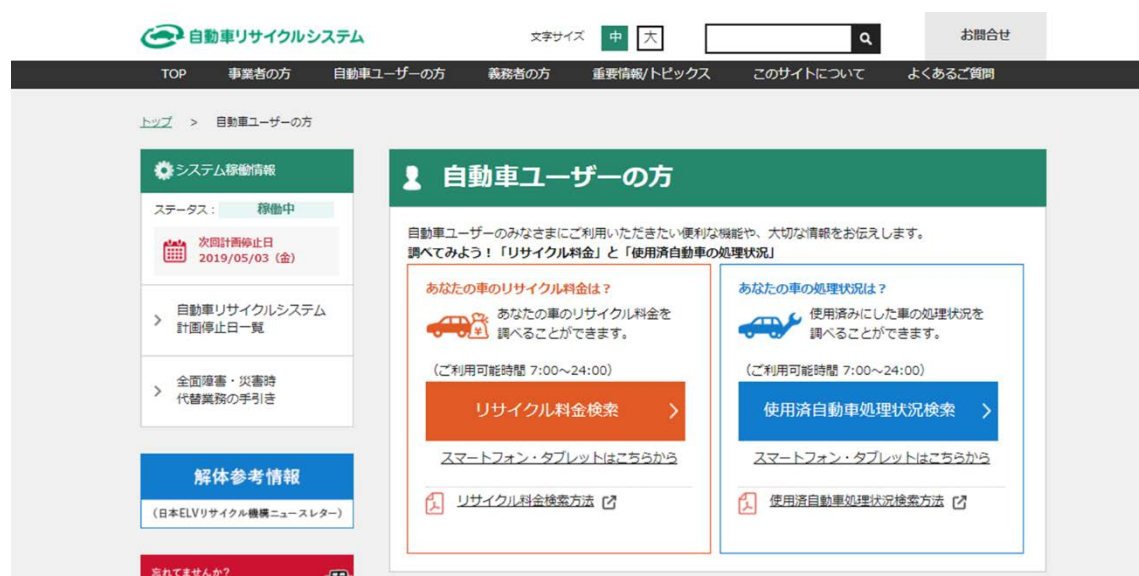 自動車リサイクルシステム
文字サイズ 中 大
お問合せ
TOP 事業者の方 自動車ユーザーの方 義務者の方 重要情報/トピックス このサイトについて よくあるご質問
トップ > 自動車ユーザーの方
システム稼働情報
ステータス： 稼働中
次回計画停止日
2019/05/03（金）
自動車リサイクルシステム
計画停止日一覧
全面障害・災害時
代替業務の手引き
解体参考情報
（日本ELVリサイクル機構ニュースレター）
忘れてませんか？
自動車ユーザーの方
自動車ユーザーのみなさまにご利用いただきたい便利な機能や、大切な情報をお伝えします。
調べてみよう！「リサイクル料金」と「使用済自動車の処理状況」
あなたの車のリサイクル料金は？
あなたの車のリサイクル料金を
調べることができます。
（ご利用可能時間 7:00～24:00）
リサイクル料金検索
スマートフォン・タブレットはこちらから
リサイクル料金検索方法
あなたの車の処理状況は？
使用済みにした車の処理状況を
調べることができます。
（ご利用可能時間 7:00～24:00）
使用済自動車処理状況検索
スマートフォン・タブレットはこちらから
使用済自動車処理状況検索方法